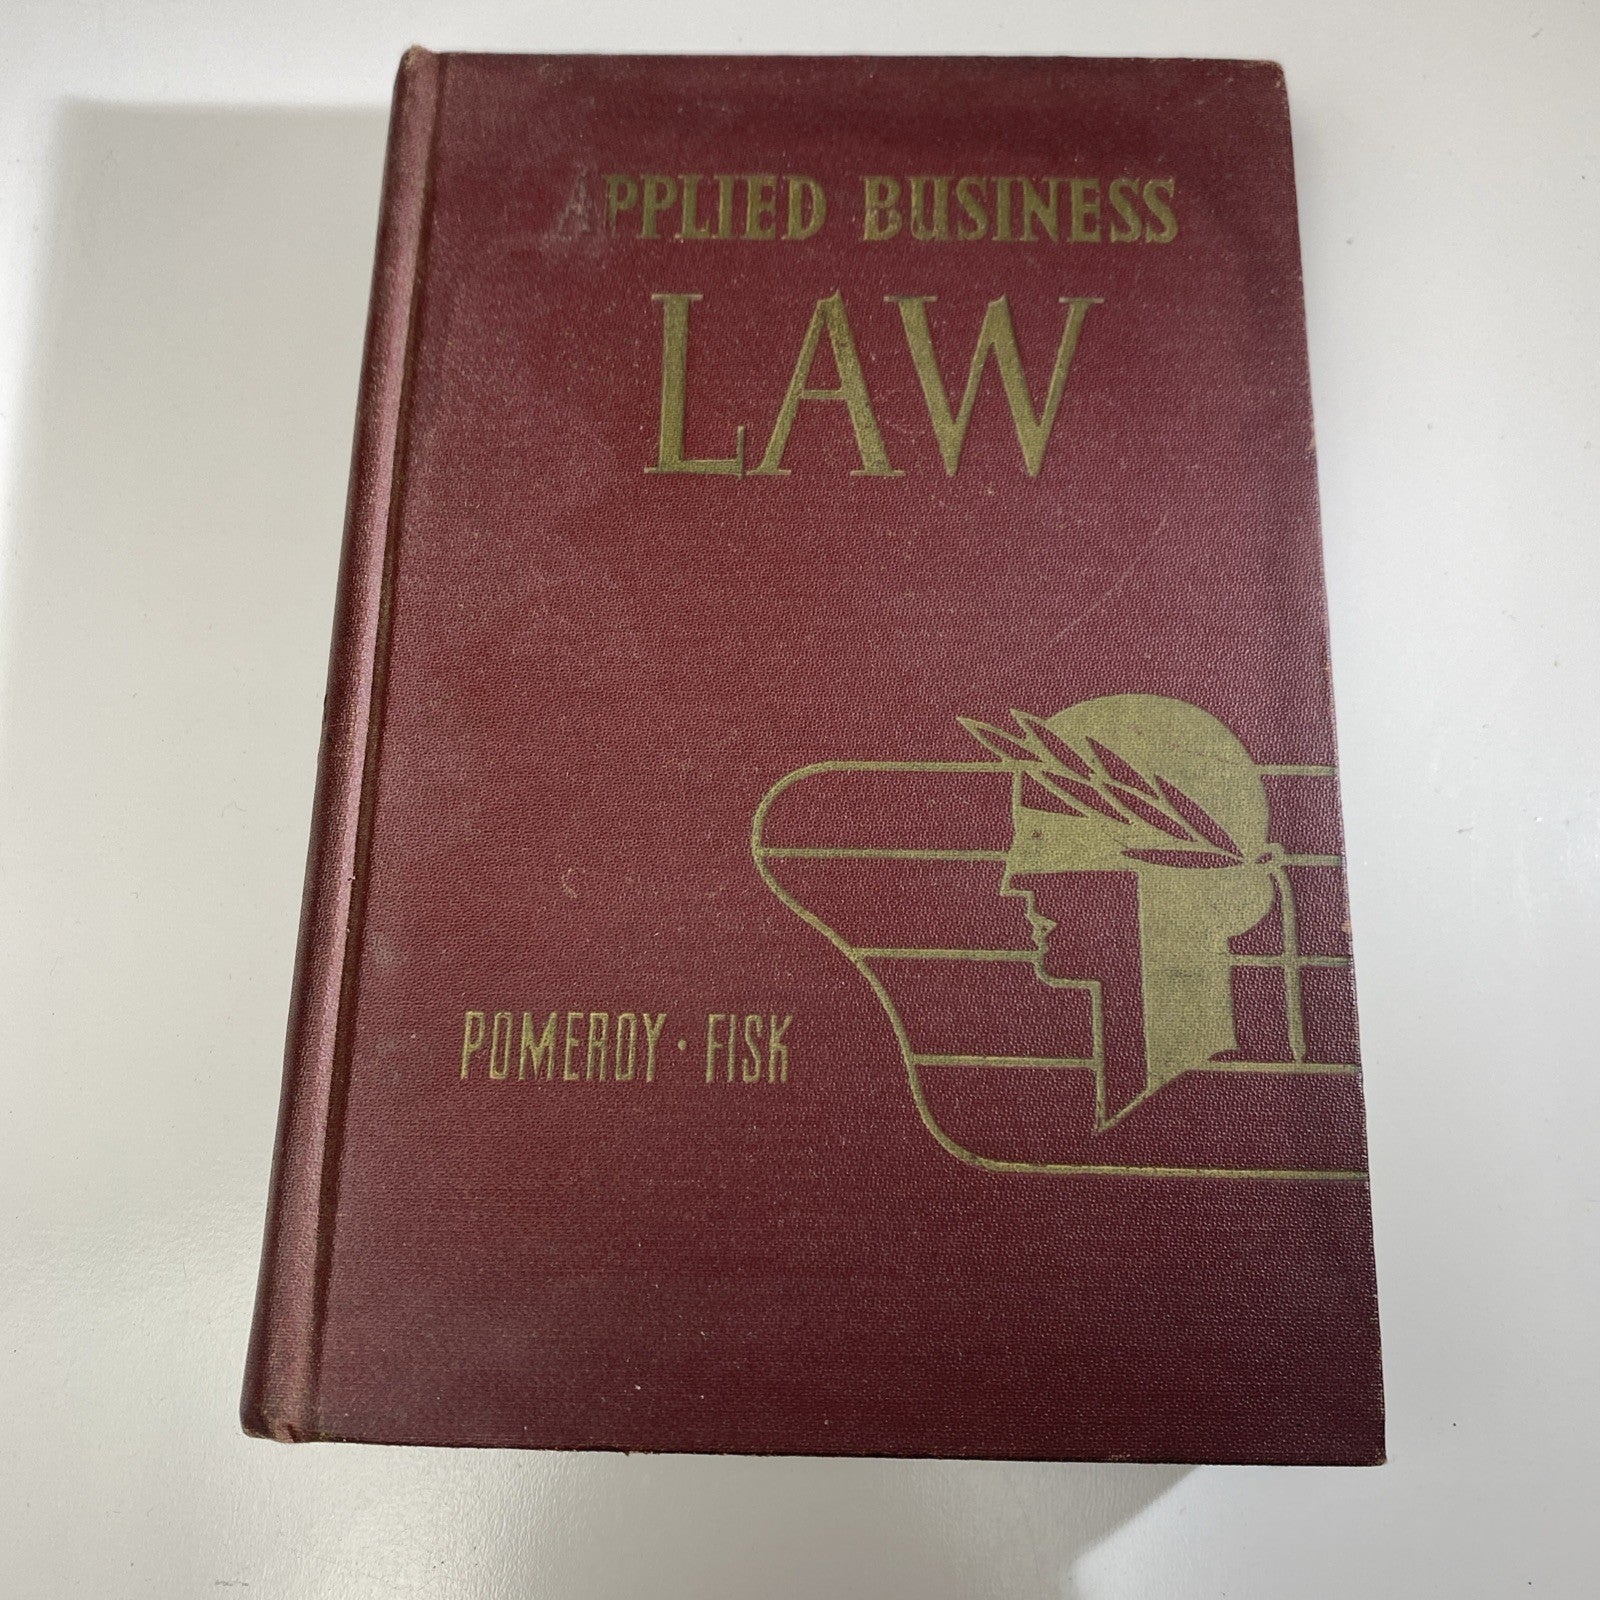 APPLIED BUSINESS
LAW
POMEROY · FISK